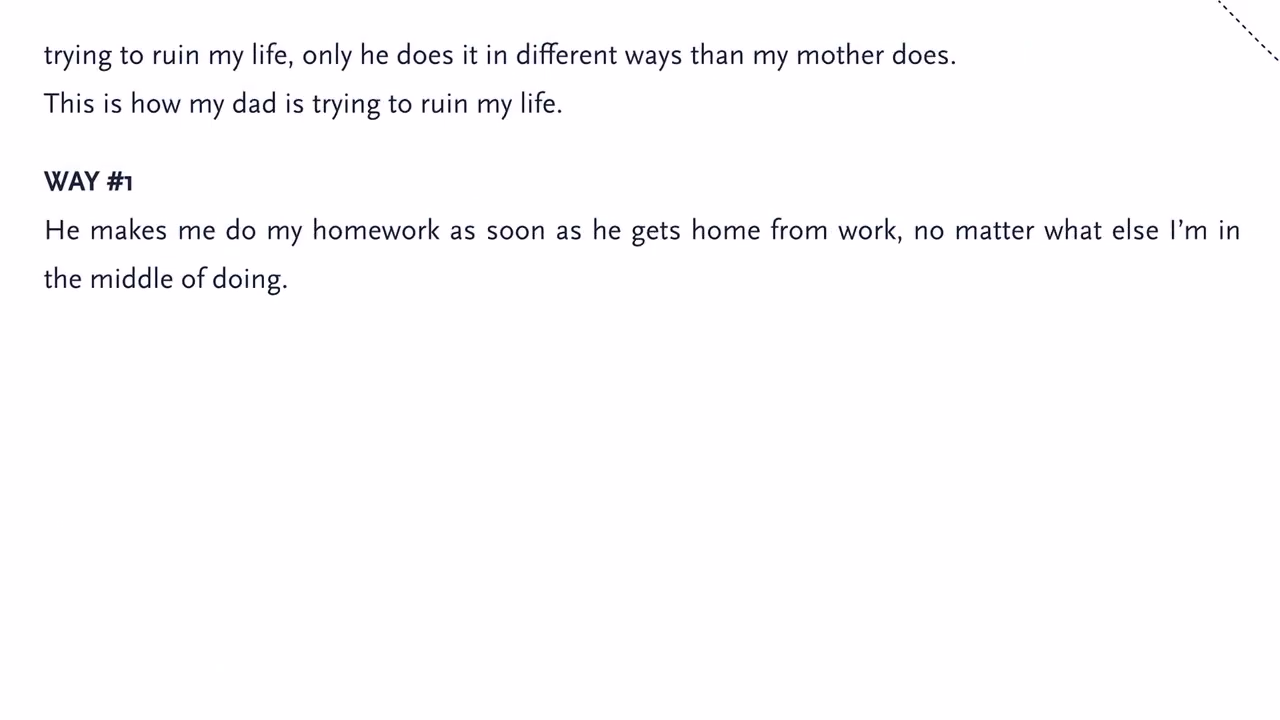 trying to ruin my life, only he does it in different ways than my mother does.
This is how my dad is trying to ruin my life.
WAY #1
He makes me do my homework as soon as he gets home from work, no matter what else I’m in
the middle of doing.